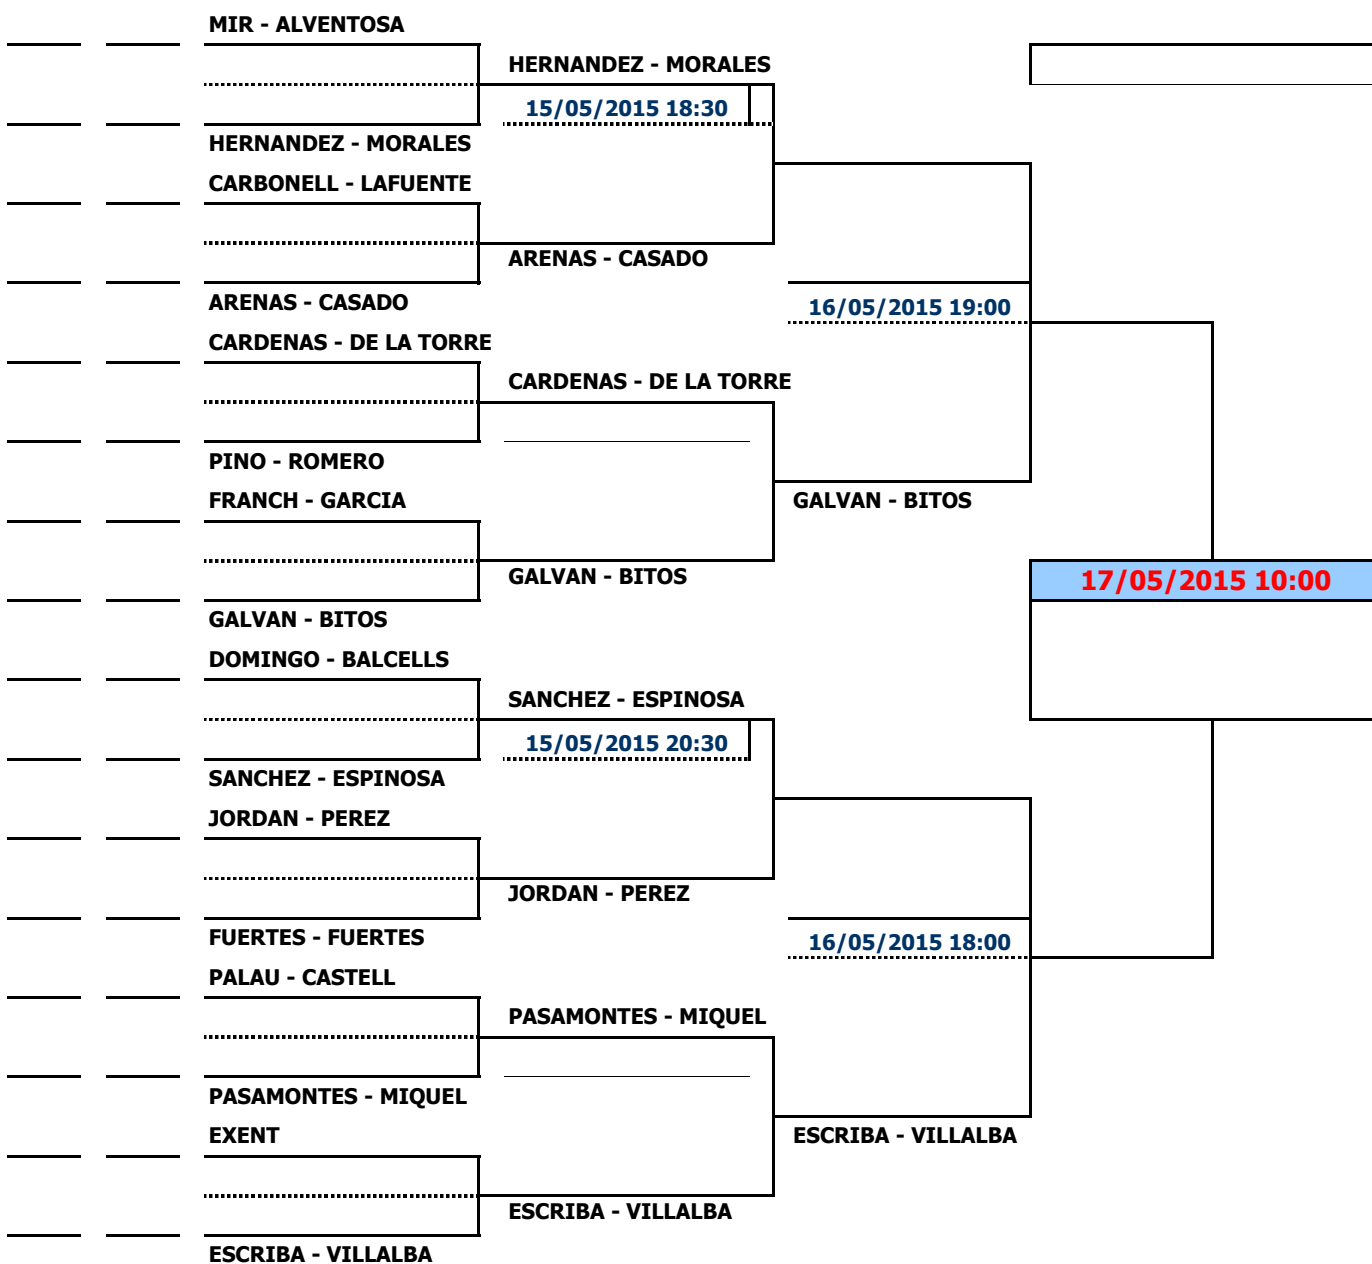 MIR - ALVENTOSA
HERNANDEZ - MORALES
15/05/2015 18:30
HERNANDEZ - MORALES
CARBONELL - LAFUENTE
ARENAS - CASADO
ARENAS - CASADO
16/05/2015 19:00
CARDENAS - DE LA TORRE
CARDENAS - DE LA TORRE
PINO - ROMERO
FRANCH - GARCIA
GALVAN - BITOS
GALVAN - BITOS
17/05/2015 10:00
GALVAN - BITOS
DOMINGO - BALCELLS
SANCHEZ - ESPINOSA
15/05/2015 20:30
SANCHEZ - ESPINOSA
JORDAN - PEREZ
JORDAN - PEREZ
FUERTES - FUERTES
16/05/2015 18:00
PALAU - CASTELL
PASAMONTES - MIQUEL
PASAMONTES - MIQUEL
EXENT
ESCRIBA - VILLALBA
ESCRIBA - VILLALBA
ESCRIBA - VILLALBA